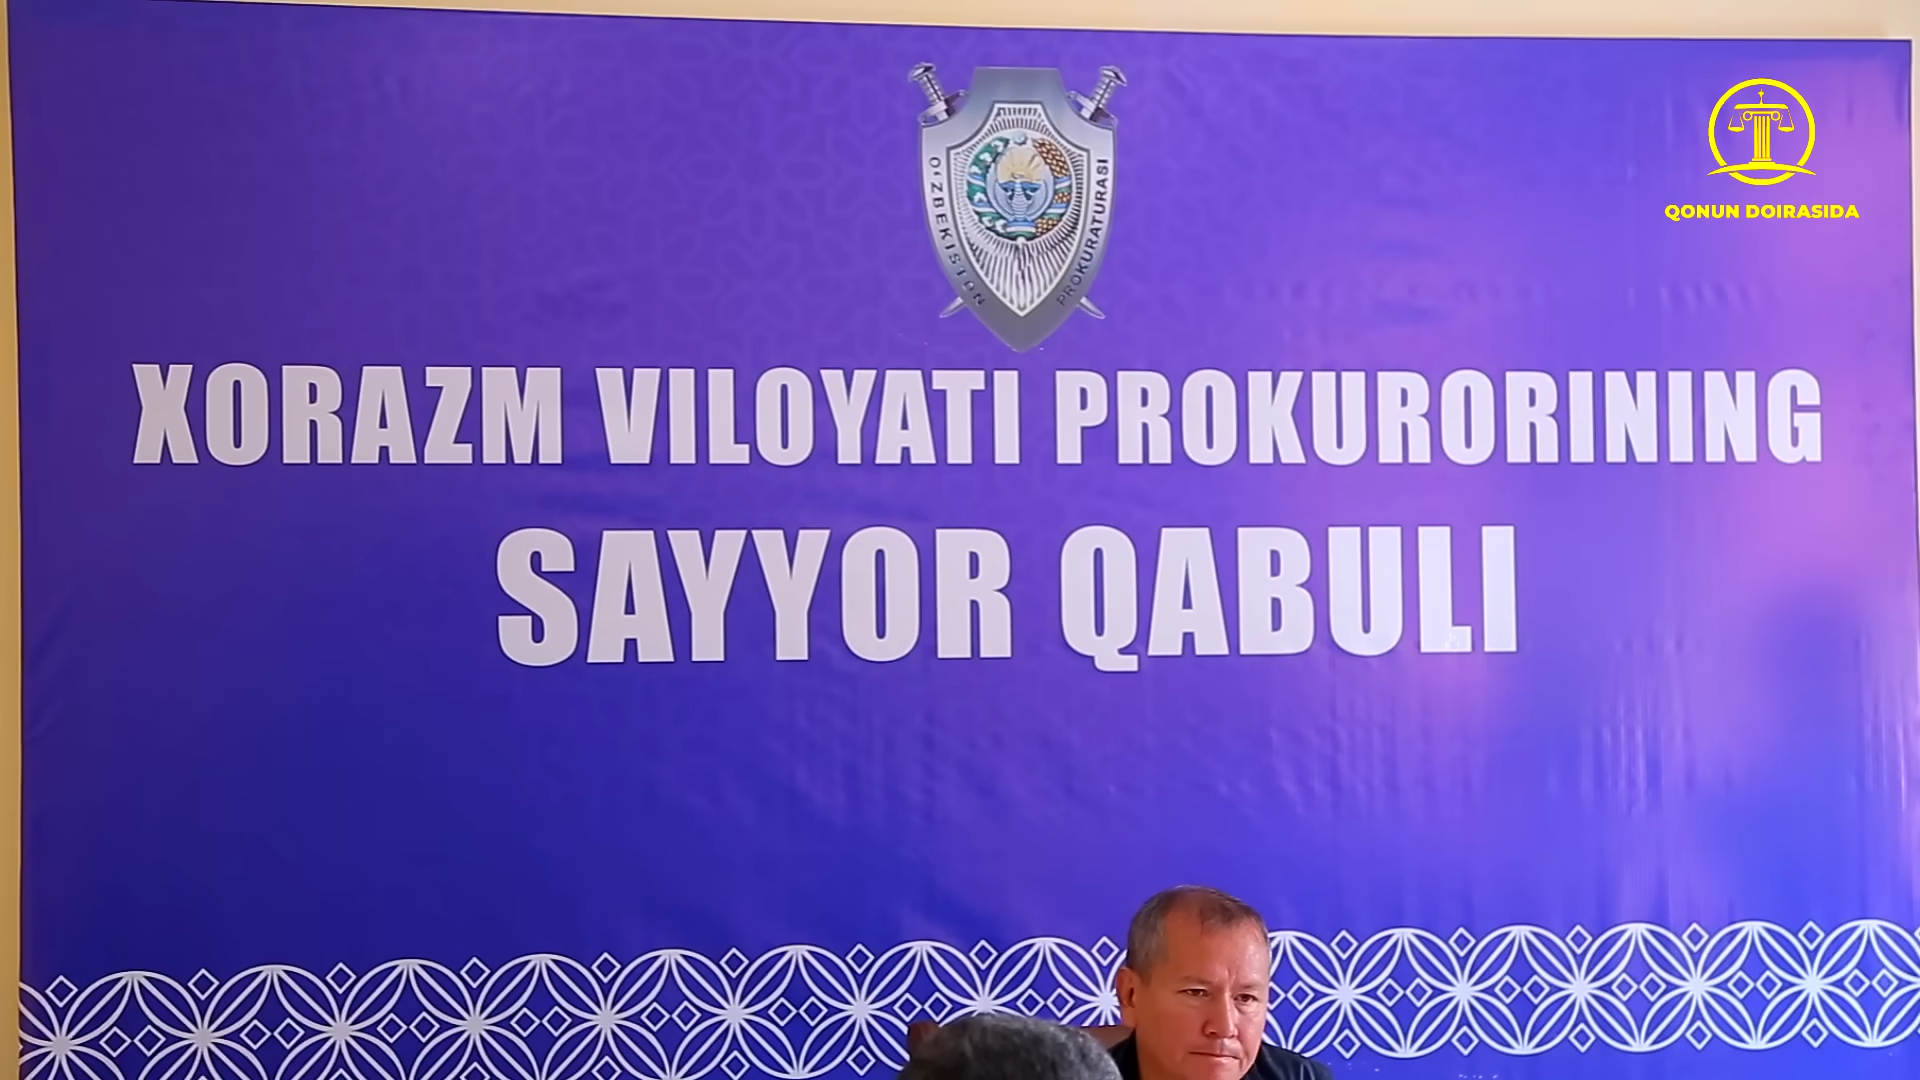 O‘ZBEKISTON PROKURATURASI
QONUN DOIRASIDA
XORAZM VILOYATI PROKURORINING
SAYYOR QABULI